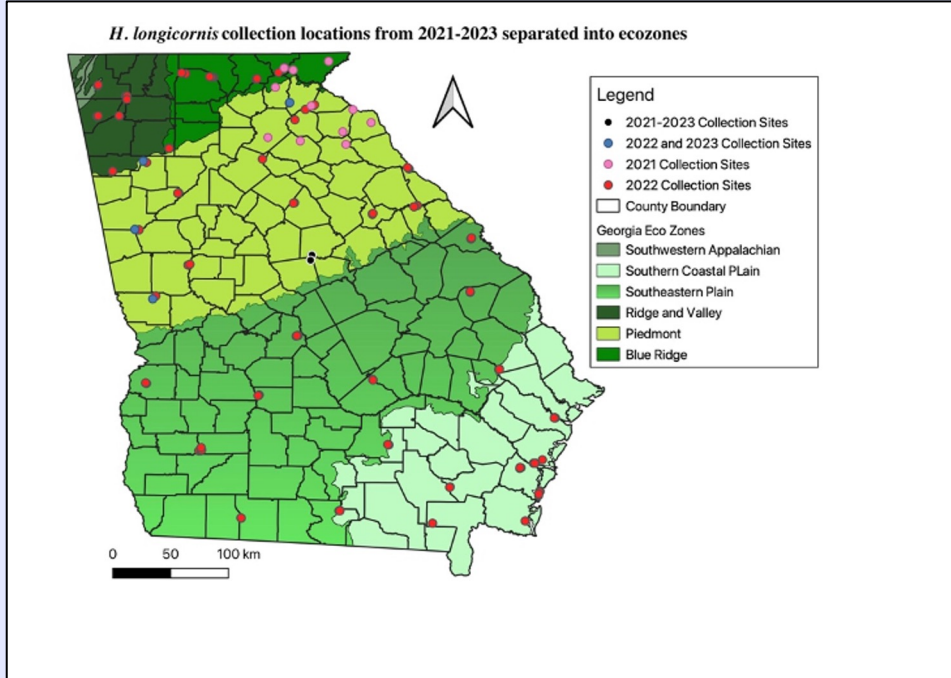 H. longicornis collection locations from 2021-2023 separated into ecozones
Legend
2021-2023 Collection Sites
2022 and 2023 Collection Sites
2021 Collection Sites
2022 Collection Sites
County Boundary
Georgia Eco Zones
Southwestern Appalachian
Southern Coastal PLain
Southeastern Plain
Ridge and Valley
Piedmont
Blue Ridge
0 50 100 km